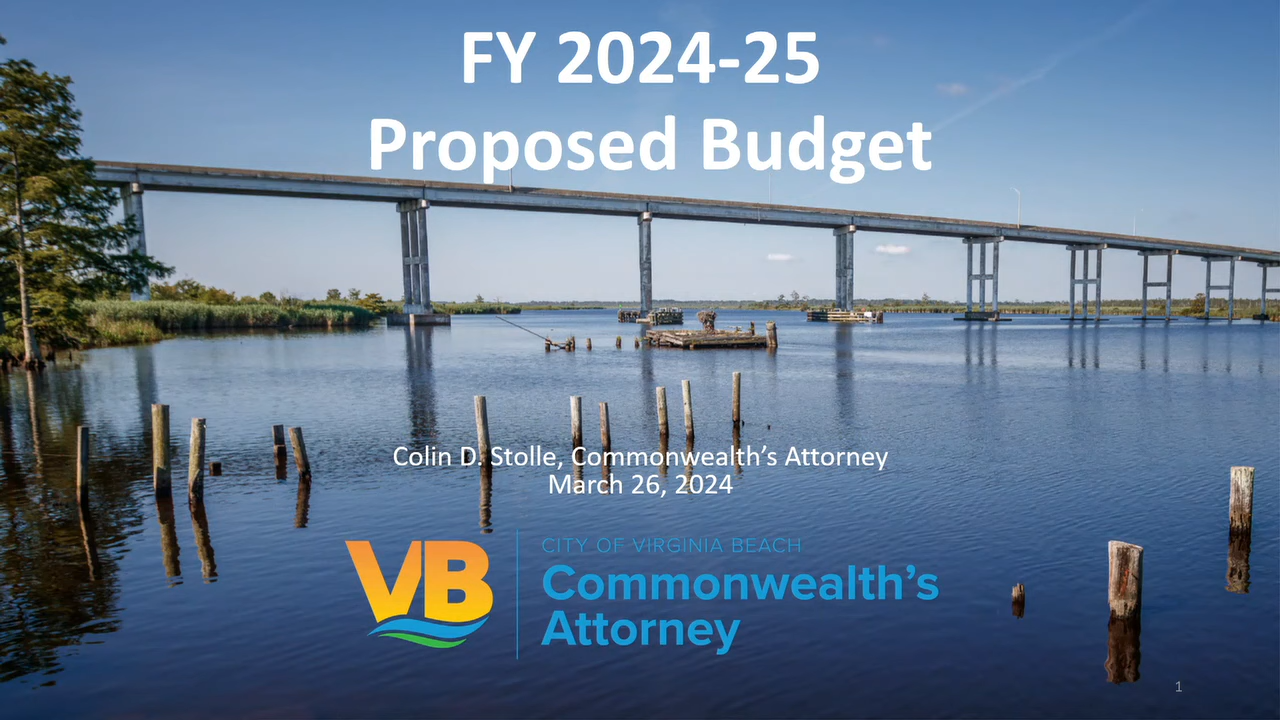 FY 2024-25
Proposed Budget
Colin D. Stolle, Commonwealth's Attorney
March 26, 2024
VB
CITY OF VIRGINIA BEACH
Commonwealth's
Attorney
1